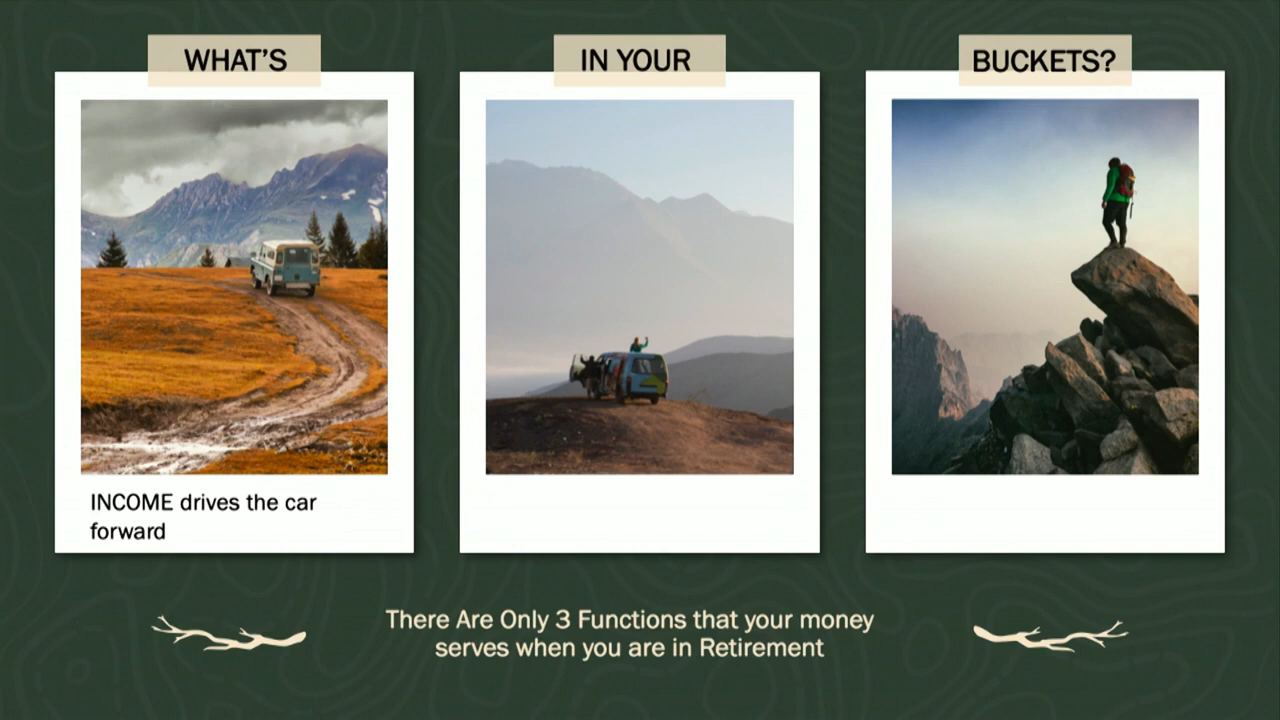 WHAT'S
IN YOUR
BUCKETS?
INCOME drives the car
forward
There Are Only 3 Functions that your money
serves when you are in Retirement